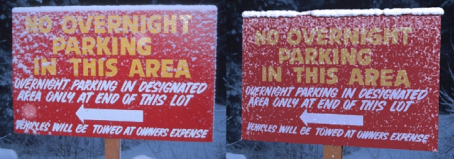 NO OVERNIGHT
PARKING
IN THIS AREA
OVERNIGHT PARKING IN DESIGNATED
AREA ONLY AT END OF THIS LOT
VEHICLES WILL BE TOWED AT OWNERS EXPENSE
NO OVERNIGHT
PARKING
IN THIS AREA
OVERNIGHT PARKING IN DESIGNATED
AREA ONLY AT END OF THIS LOT
VEHICLES WILL BE TOWED AT OWNERS EXPENSE